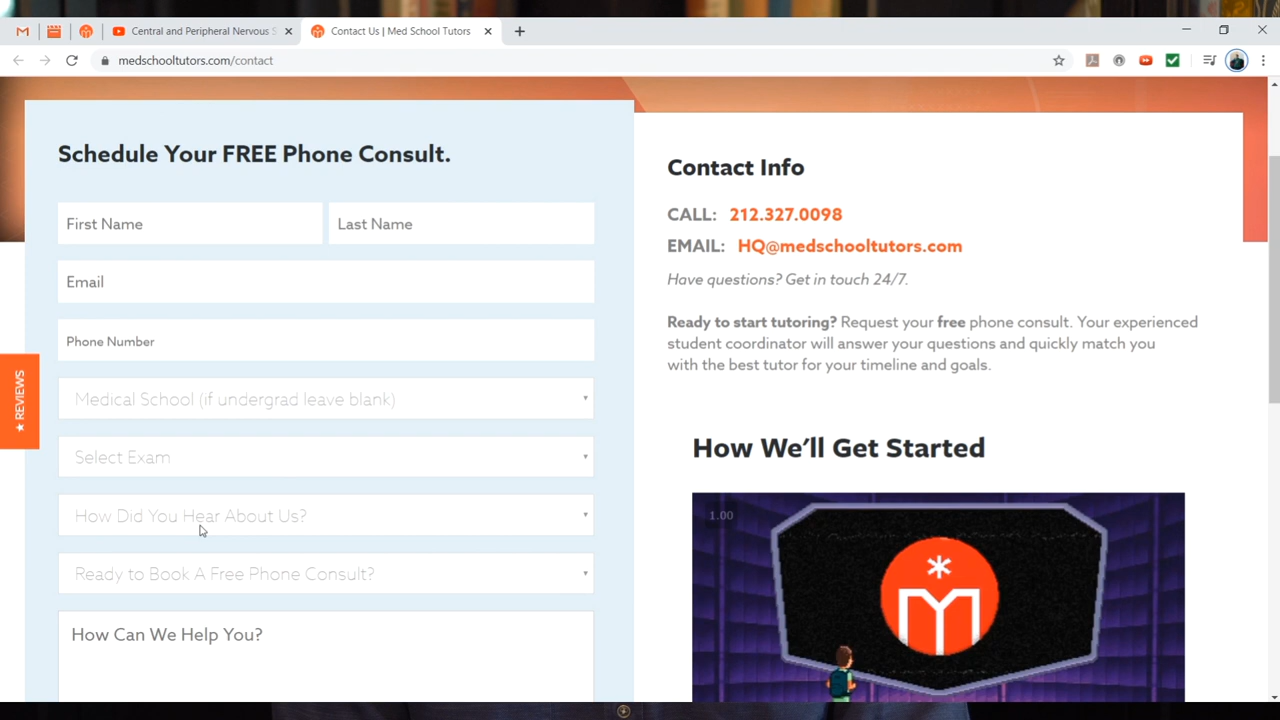 Central and Peripheral Nervous S
Contact Us | Med School Tutors
medschooltutors.com/contact
Schedule Your FREE Phone Consult.
First Name
Last Name
Email
Phone Number
Medical School (if undergrad leave blank)
Select Exam
How Did You Hear About Us?
Ready to Book A Free Phone Consult?
How Can We Help You?
★ REVIEWS
Contact Info
CALL: 212.327.0098
EMAIL: HQ@medschooltutors.com
Have questions? Get in touch 24/7.
Ready to start tutoring? Request your free phone consult. Your experienced
student coordinator will answer your questions and quickly match you
with the best tutor for your timeline and goals.
How We'll Get Started
1.00